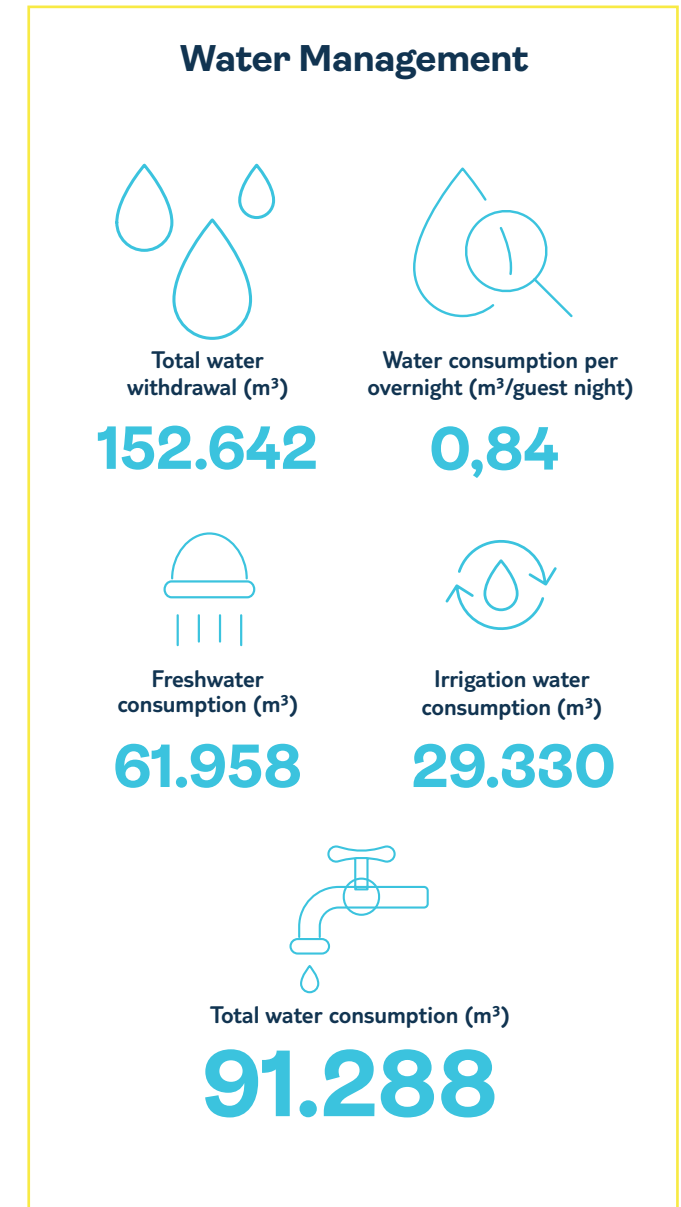 Water Management
Total water
withdrawal (m³)
152.642
Water consumption per
overnight (m³/guest night)
0,84
Freshwater
consumption (m³)
61.958
Irrigation water
consumption (m³)
29.330
Total water consumption (m³)
91.288